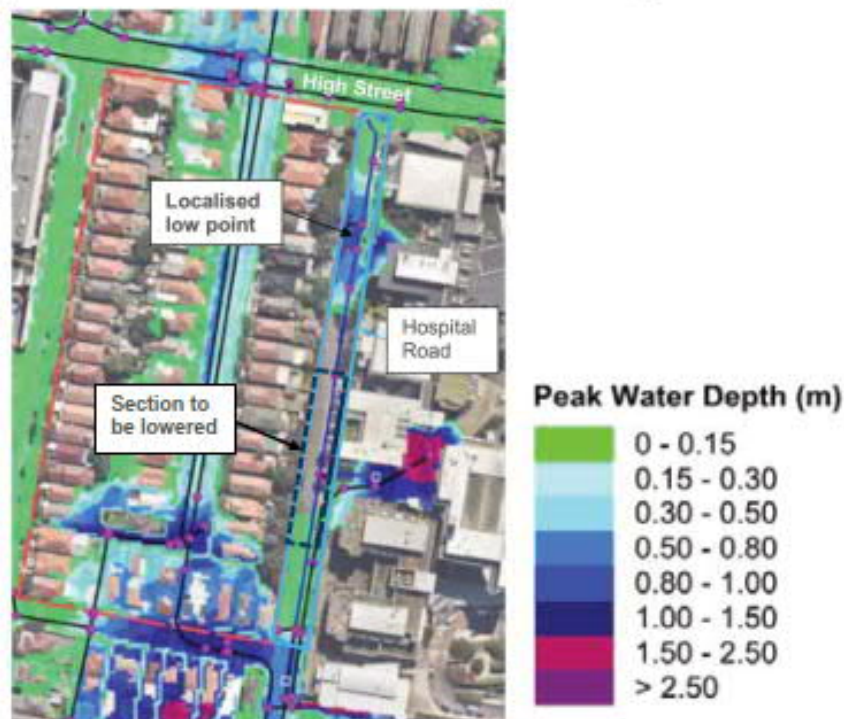 High Street
Localised
low point
Hospital
Road
Section to
be lowered
Peak Water Depth (m)
0 - 0.15
0.15 - 0.30
0.30 - 0.50
0.50 - 0.80
0.80 - 1.00
1.00 - 1.50
1.50 - 2.50
> 2.50